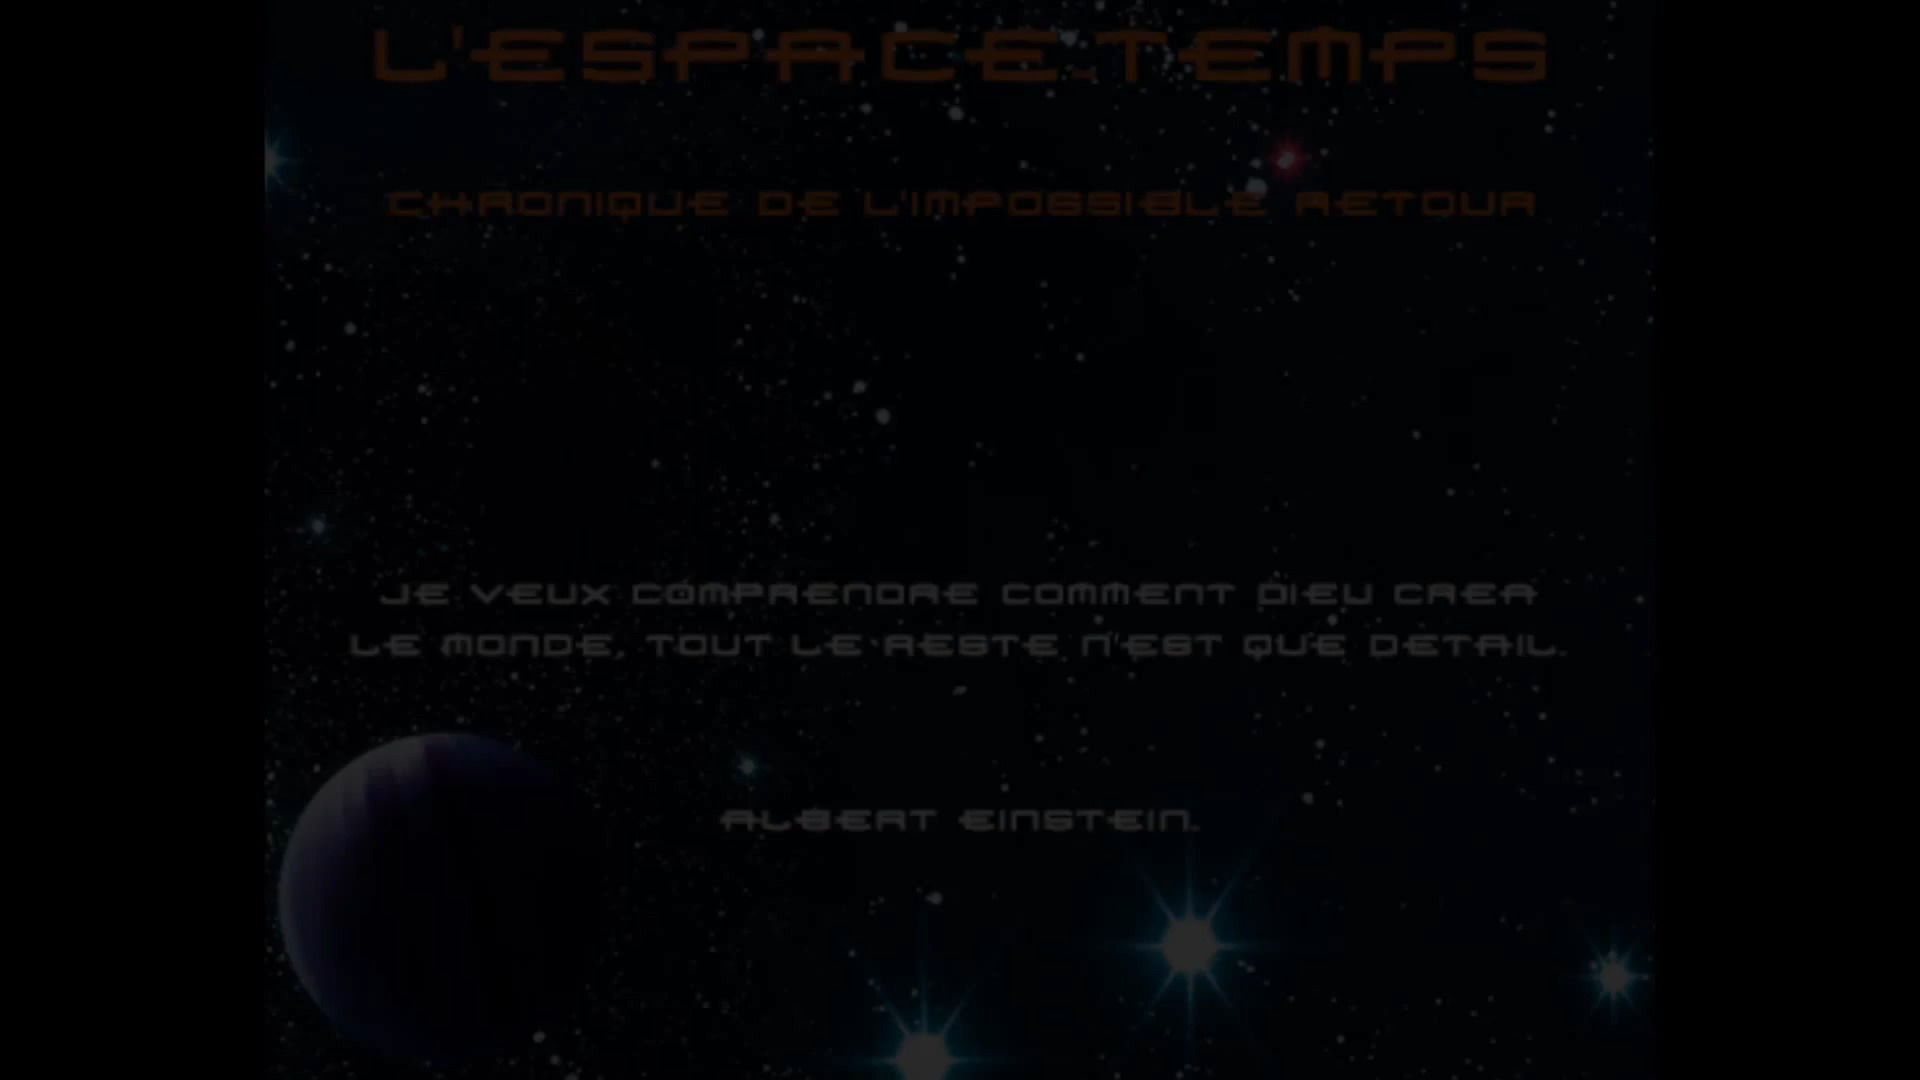 L'ESPACE.TEMPS
CHRONIQUE DE L'IMPOSSIBLE RETOUR
JE VEUX COMPRENDRE COMMENT DIEU CREA
LE MONDE, TOUT LE RESTE N'EST QUE DETAIL.
ALBERT EINSTEIN.